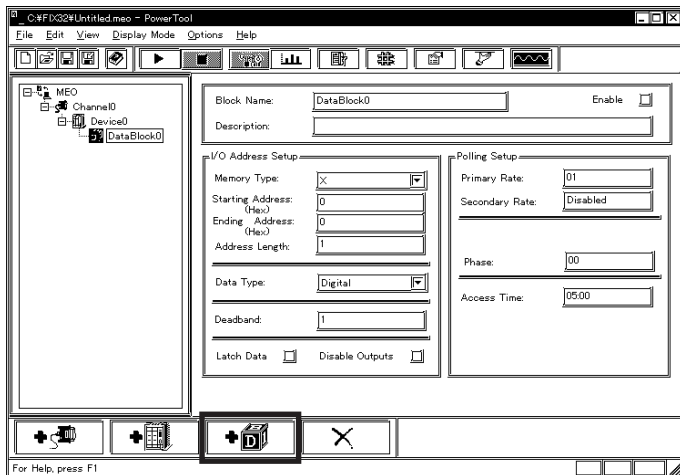 C:¥FIX32¥Untitled.meo - PowerTool
File Edit View Display Mode Options Help
MEO
Channel0
Device0
DataBlock0
Block Name: DataBlock0 Enable
Description:
I/O Address Setup
Memory Type: X
Starting Address: 0
(Hex)
Ending Address: 0
(Hex)
Address Length: 1
Data Type: Digital
Deadband: 1
Latch Data Disable Outputs
Polling Setup
Primary Rate: 01
Secondary Rate: Disabled
Phase: 00
Access Time: 05:00
D
For Help, press F1